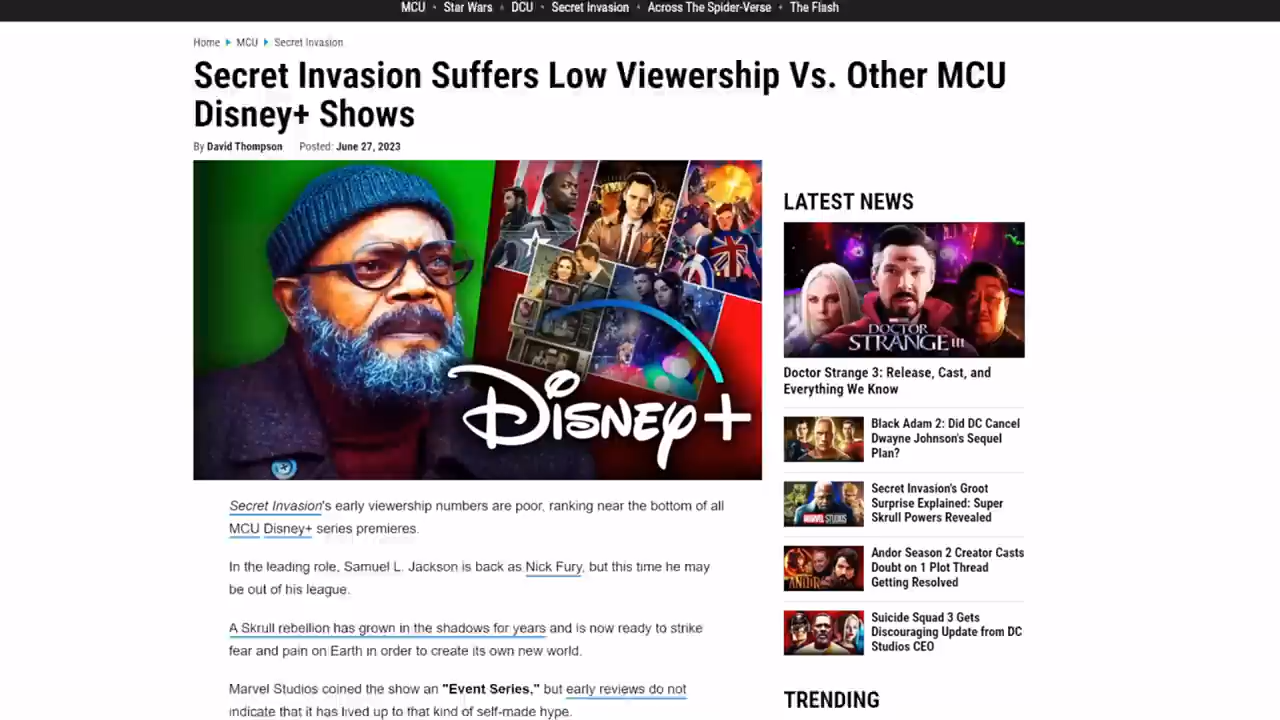 MCU • Star Wars • DCU • Secret Invasion • Across The Spider-Verse • The Flash
Home ▶ MCU ▶ Secret Invasion
Secret Invasion Suffers Low Viewership Vs. Other MCU
Disney+ Shows
By David Thompson Posted: June 27, 2023
Disney+
Secret Invasion's early viewership numbers are poor, ranking near the bottom of all
MCU Disney+ series premieres.
In the leading role, Samuel L. Jackson is back as Nick Fury, but this time he may
be out of his league.
A Skrull rebellion has grown in the shadows for years and is now ready to strike
fear and pain on Earth in order to create its own new world.
Marvel Studios coined the show an "Event Series," but early reviews do not
indicate that it has lived up to that kind of self-made hype.
LATEST NEWS
DOCTOR
STRANGE III
Doctor Strange 3: Release, Cast, and
Everything We Know
Black Adam 2: Did DC Cancel
Dwayne Johnson's Sequel
Plan?
MARVEL STUDIOS
Secret Invasion's Groot
Surprise Explained: Super
Skrull Powers Revealed
ANDOR
Andor Season 2 Creator Casts
Doubt on 1 Plot Thread
Getting Resolved
Suicide Squad 3 Gets
Discouraging Update from DC
Studios CEO
TRENDING